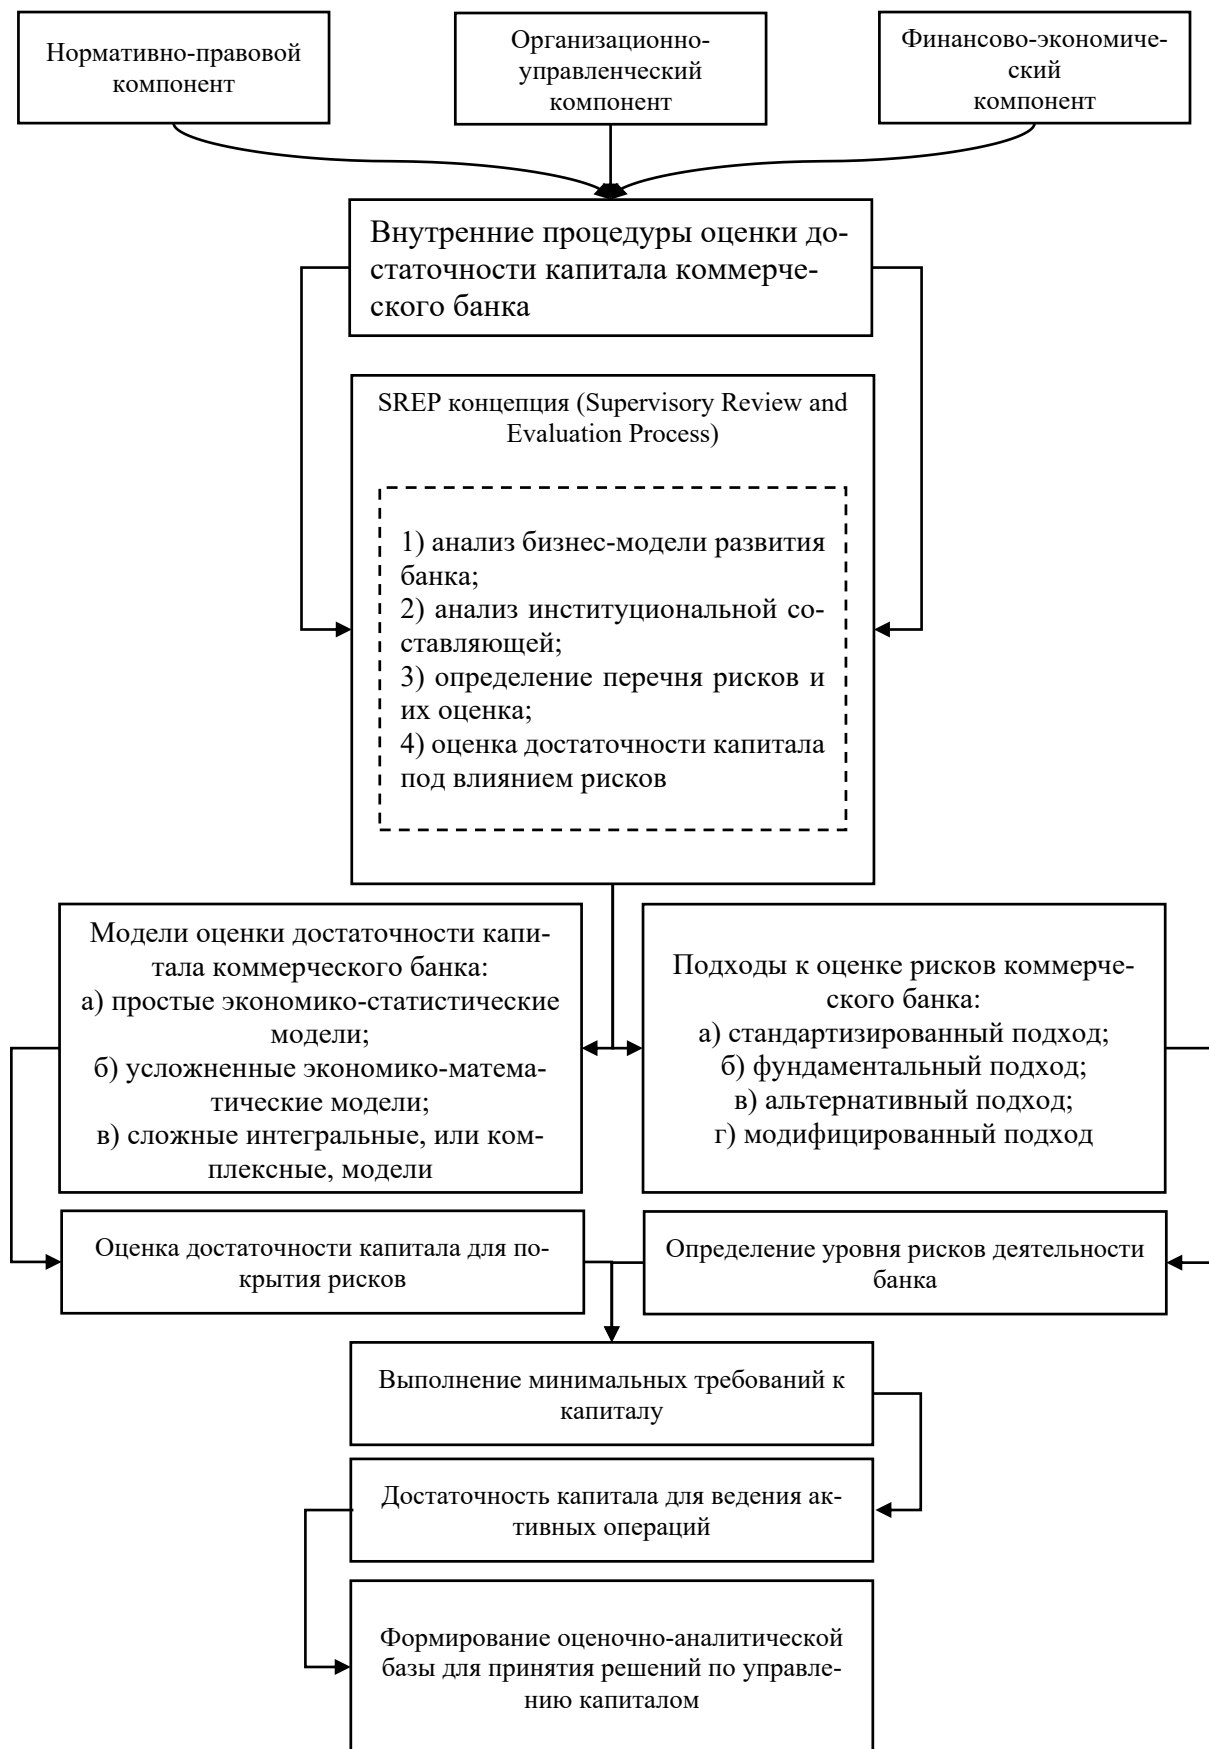 Нормативно-правовой
компонент
Организационно-
управленческий
компонент
Финансово-экономиче-
ский
компонент
Внутренние процедуры оценки до-
статочности капитала коммерче-
ского банка
SREP концепция (Supervisory Review and
Evaluation Process)
1) анализ бизнес-модели развития
банка;
2) анализ институциональной со-
ставляющей;
3) определение перечня рисков и
их оценка;
4) оценка достаточности капитала
под влиянием рисков
Модели оценки достаточности капи-
тала коммерческого банка:
а) простые экономико-статистические
модели;
б) усложненные экономико-матема-
тические модели;
в) сложные интегральные, или ком-
плексные, модели
Подходы к оценке рисков коммерче-
ского банка:
а) стандартизированный подход;
б) фундаментальный подход;
в) альтернативный подход;
г) модифицированный подход
Оценка достаточности капитала для по-
крытия рисков
Определение уровня рисков деятельности
банка
Выполнение минимальных требований к
капиталу
Достаточность капитала для ведения ак-
тивных операций
Формирование оценочно-аналитической
базы для принятия решений по управле-
нию капиталом